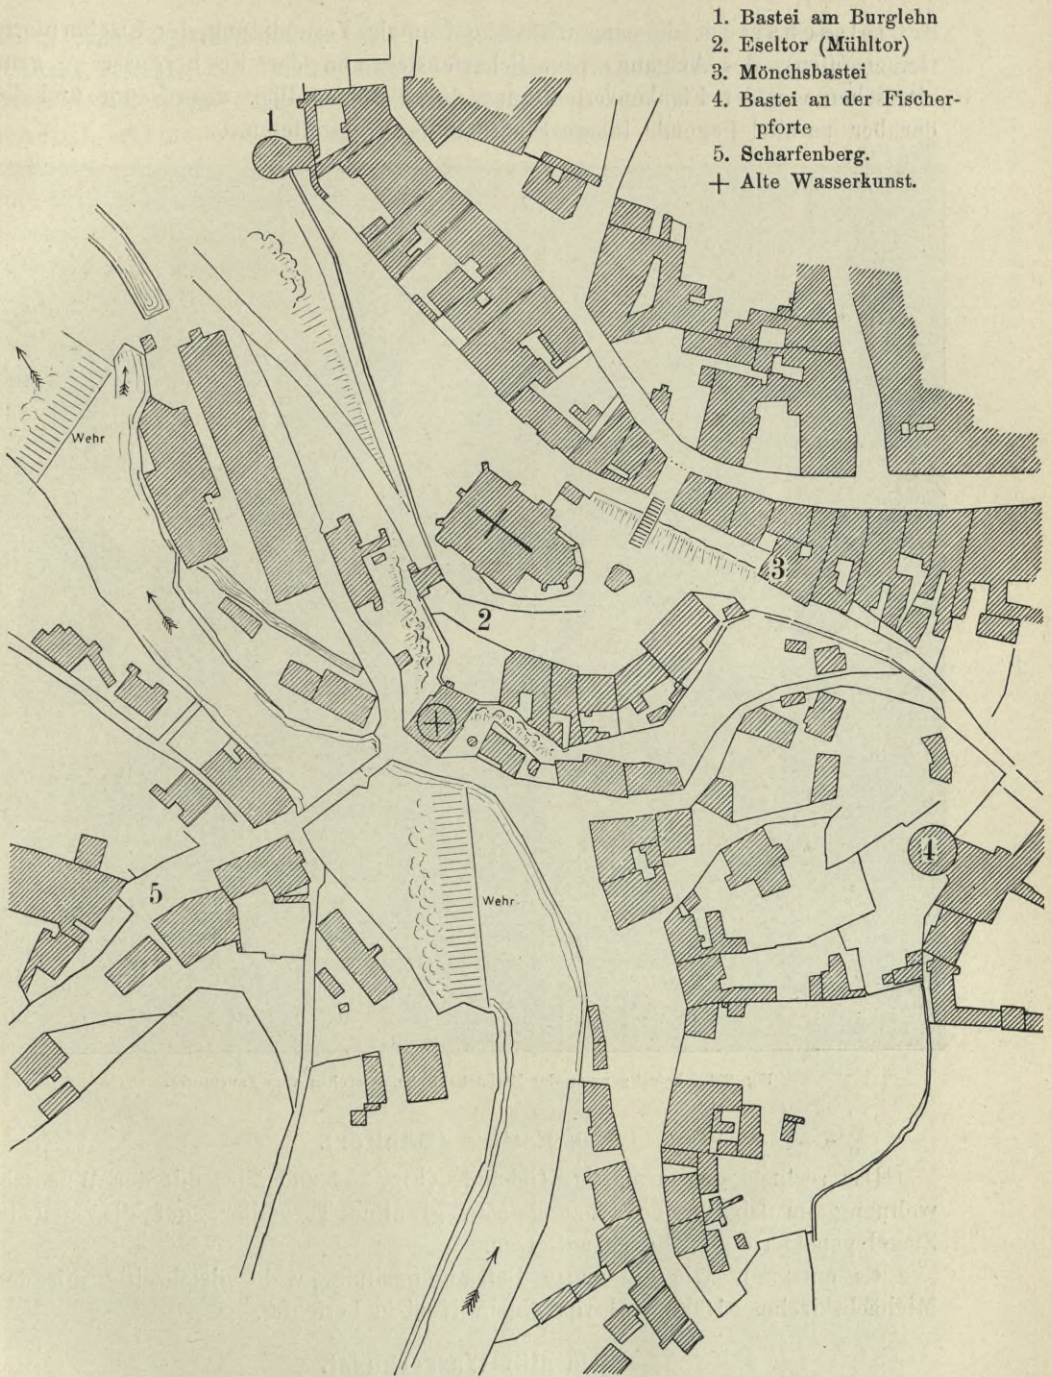 1. Bastei am Burglehn
2. Eseltor (Mühltor)
3. Mönchsbastei
4. Bastei an der Fischer-
pforte
5. Scharfenberg.
+ Alte Wasserkunst.
1
Wehr
3
2
4
5
Wehr